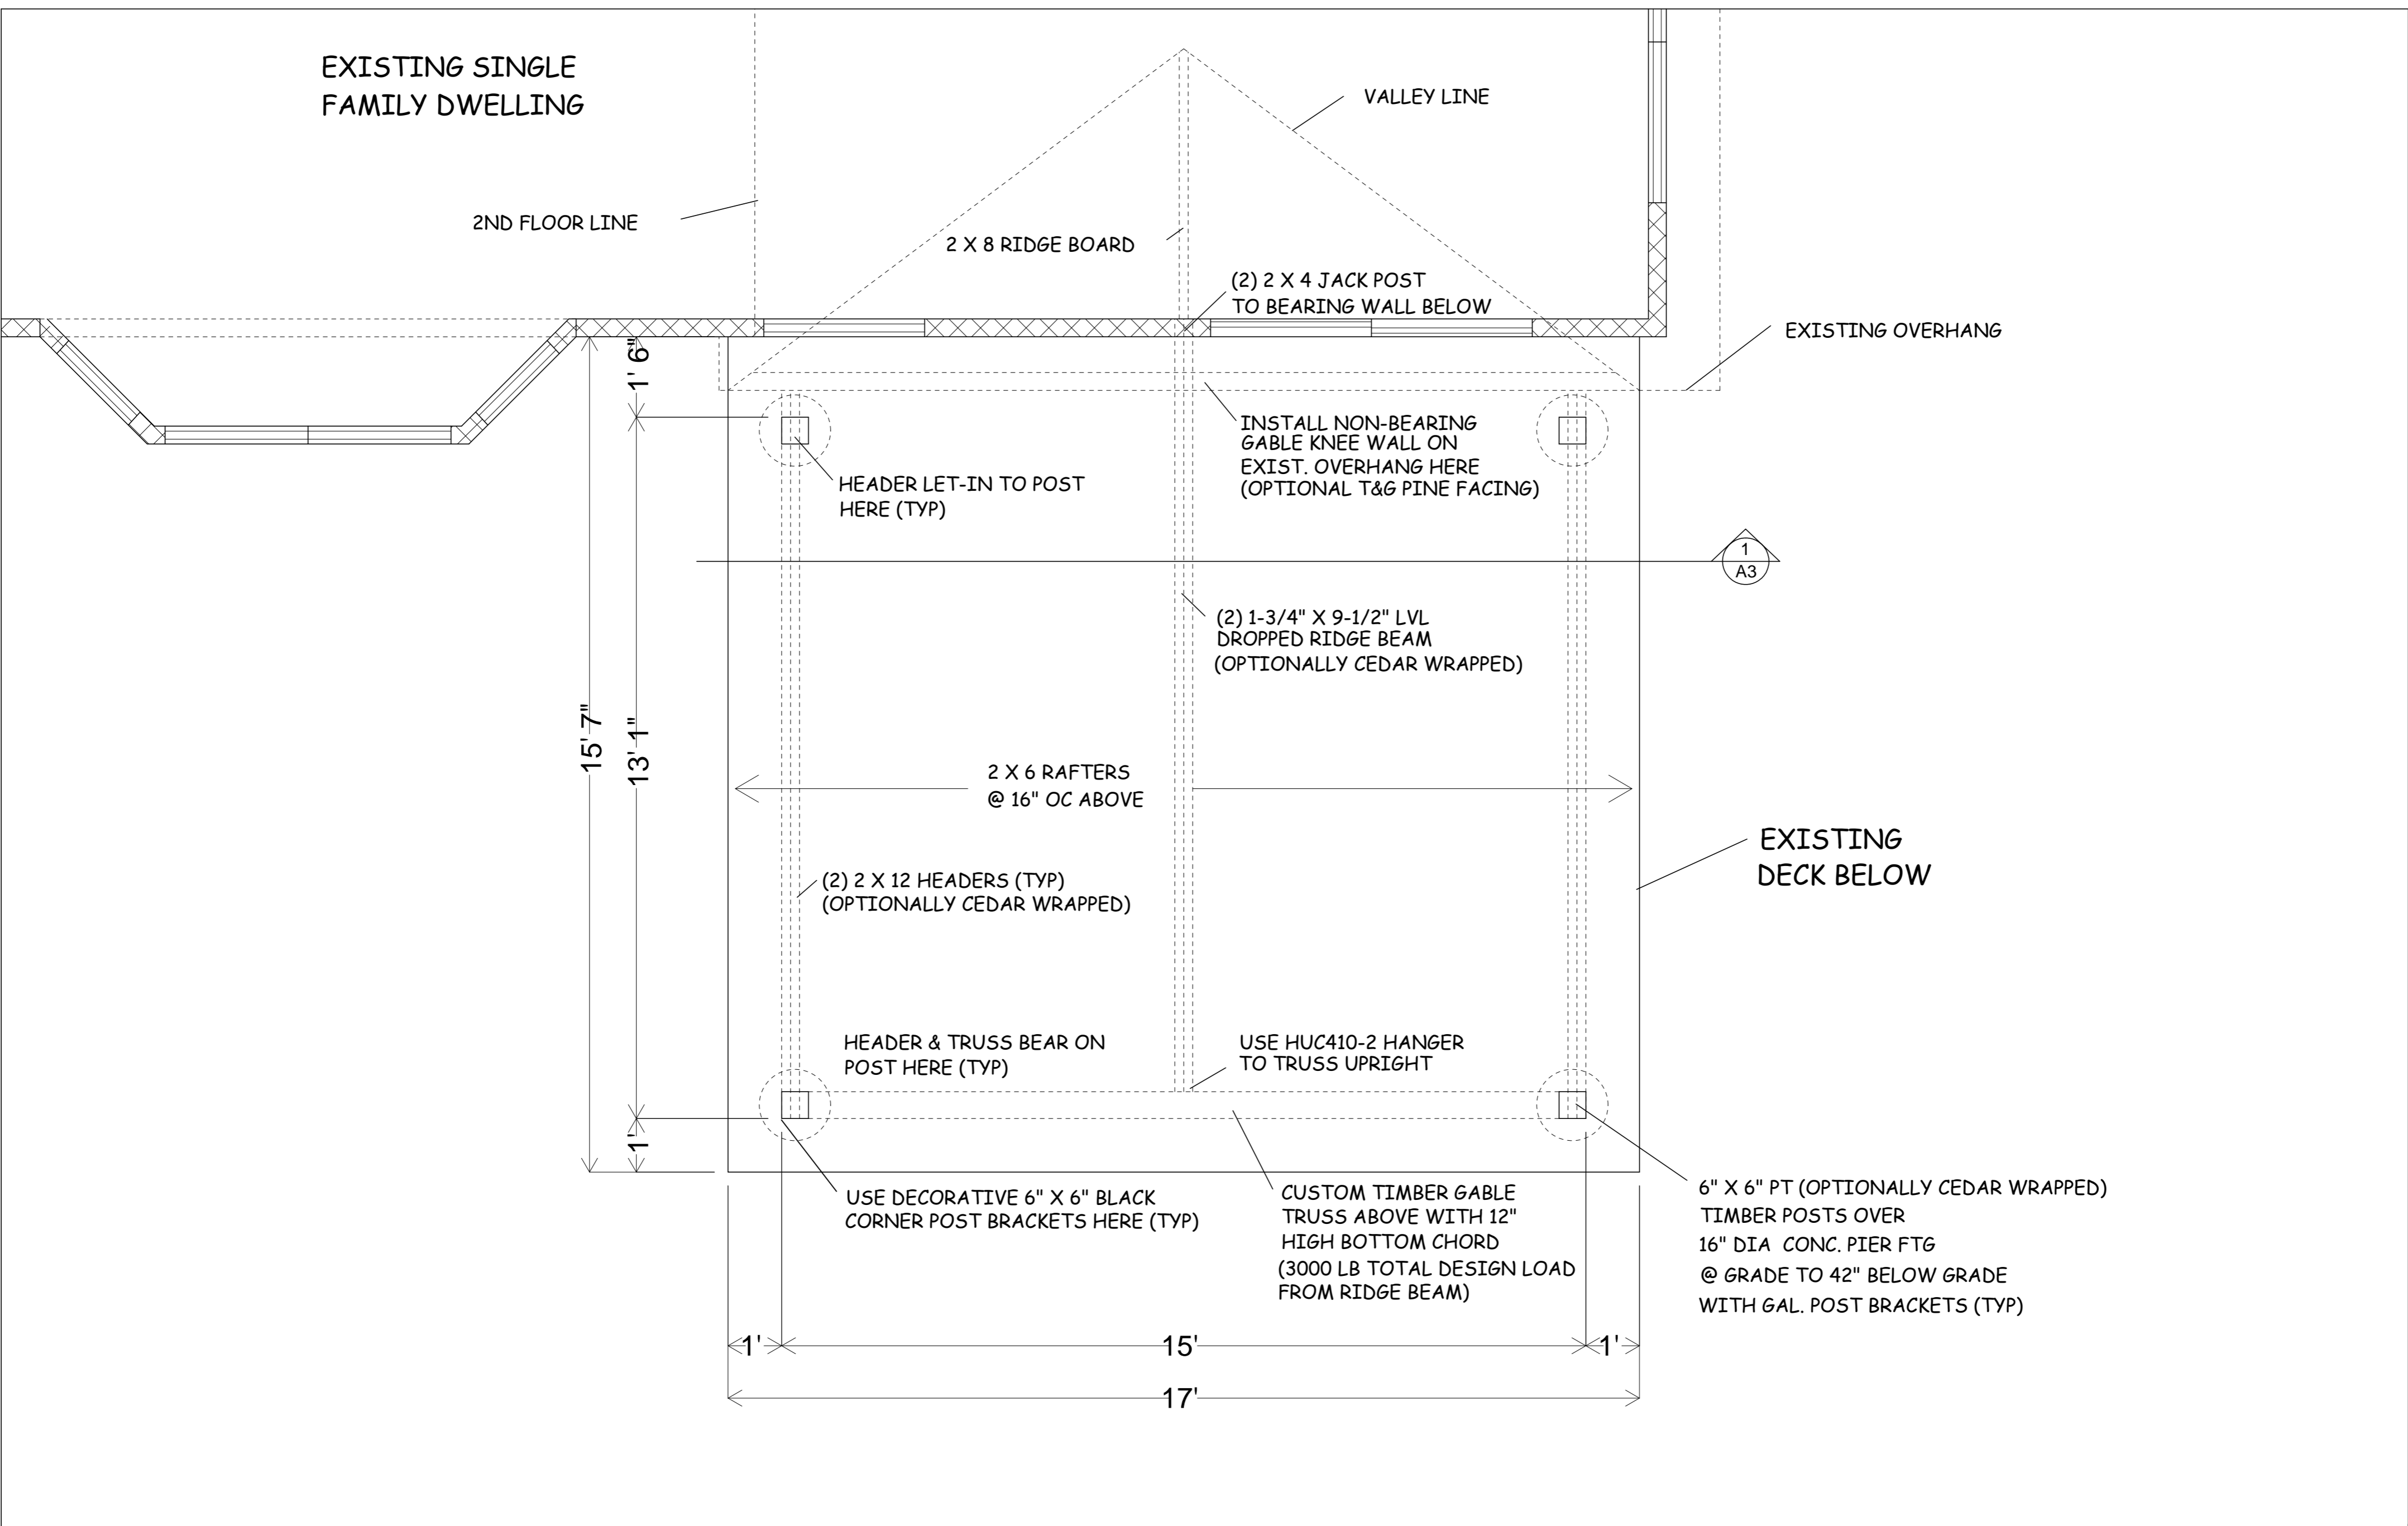 EXISTING SINGLE
FAMILY DWELLING
VALLEY LINE
2ND FLOOR LINE
2 X 8 RIDGE BOARD
(2) 2 X 4 JACK POST
TO BEARING WALL BELOW
EXISTING OVERHANG
1' 6"
INSTALL NON-BEARING
GABLE KNEE WALL ON
EXIST. OVERHANG HERE
(OPTIONAL T&G PINE FACING)
HEADER LET-IN TO POST
HERE (TYP)
1
A3
(2) 1-3/4" X 9-1/2" LVL
DROPPED RIDGE BEAM
(OPTIONALLY CEDAR WRAPPED)
15' 7"
13' 1"
2 X 6 RAFTERS
@ 16" OC ABOVE
EXISTING
DECK BELOW
(2) 2 X 12 HEADERS (TYP)
(OPTIONALLY CEDAR WRAPPED)
HEADER & TRUSS BEAR ON
POST HERE (TYP)
USE HUC410-2 HANGER
TO TRUSS UPRIGHT
1'
USE DECORATIVE 6" X 6" BLACK
CORNER POST BRACKETS HERE (TYP)
CUSTOM TIMBER GABLE
TRUSS ABOVE WITH 12"
HIGH BOTTOM CHORD
(3000 LB TOTAL DESIGN LOAD
FROM RIDGE BEAM)
6" X 6" PT (OPTIONALLY CEDAR WRAPPED)
TIMBER POSTS OVER
16" DIA CONC. PIER FTG
@ GRADE TO 42" BELOW GRADE
WITH GAL. POST BRACKETS (TYP)
1'
15'
1'
17'